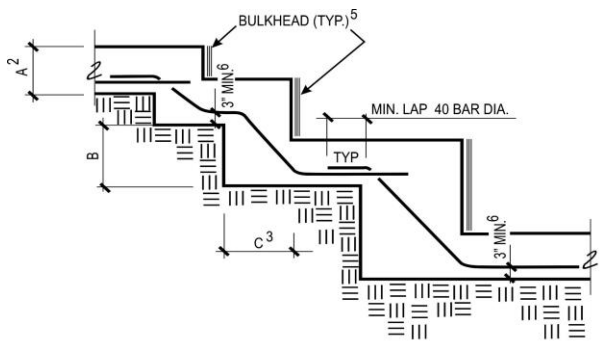 BULKHEAD (TYP.)5
A2
3" MIN.6
MIN. LAP 40 BAR DIA.
TYP
B
C3
3" MIN.6